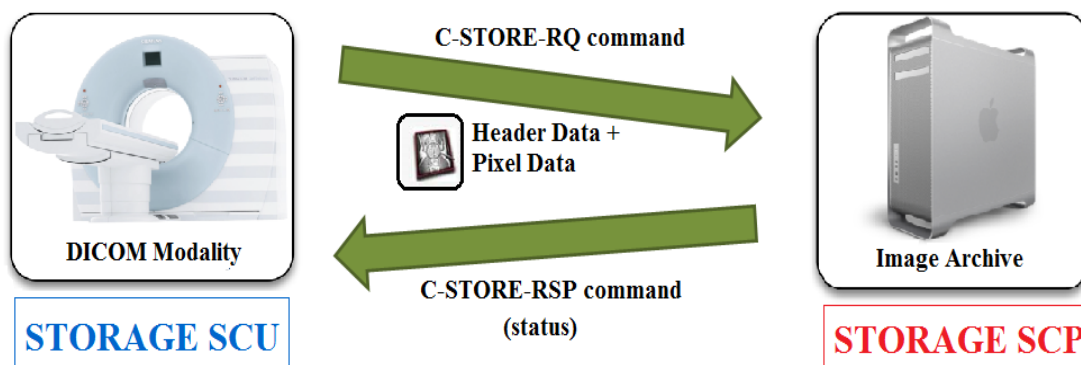 C-STORE-RQ command
Header Data +
Pixel Data
DICOM Modality
Image Archive
C-STORE-RSP command
(status)
STORAGE SCU
STORAGE SCP